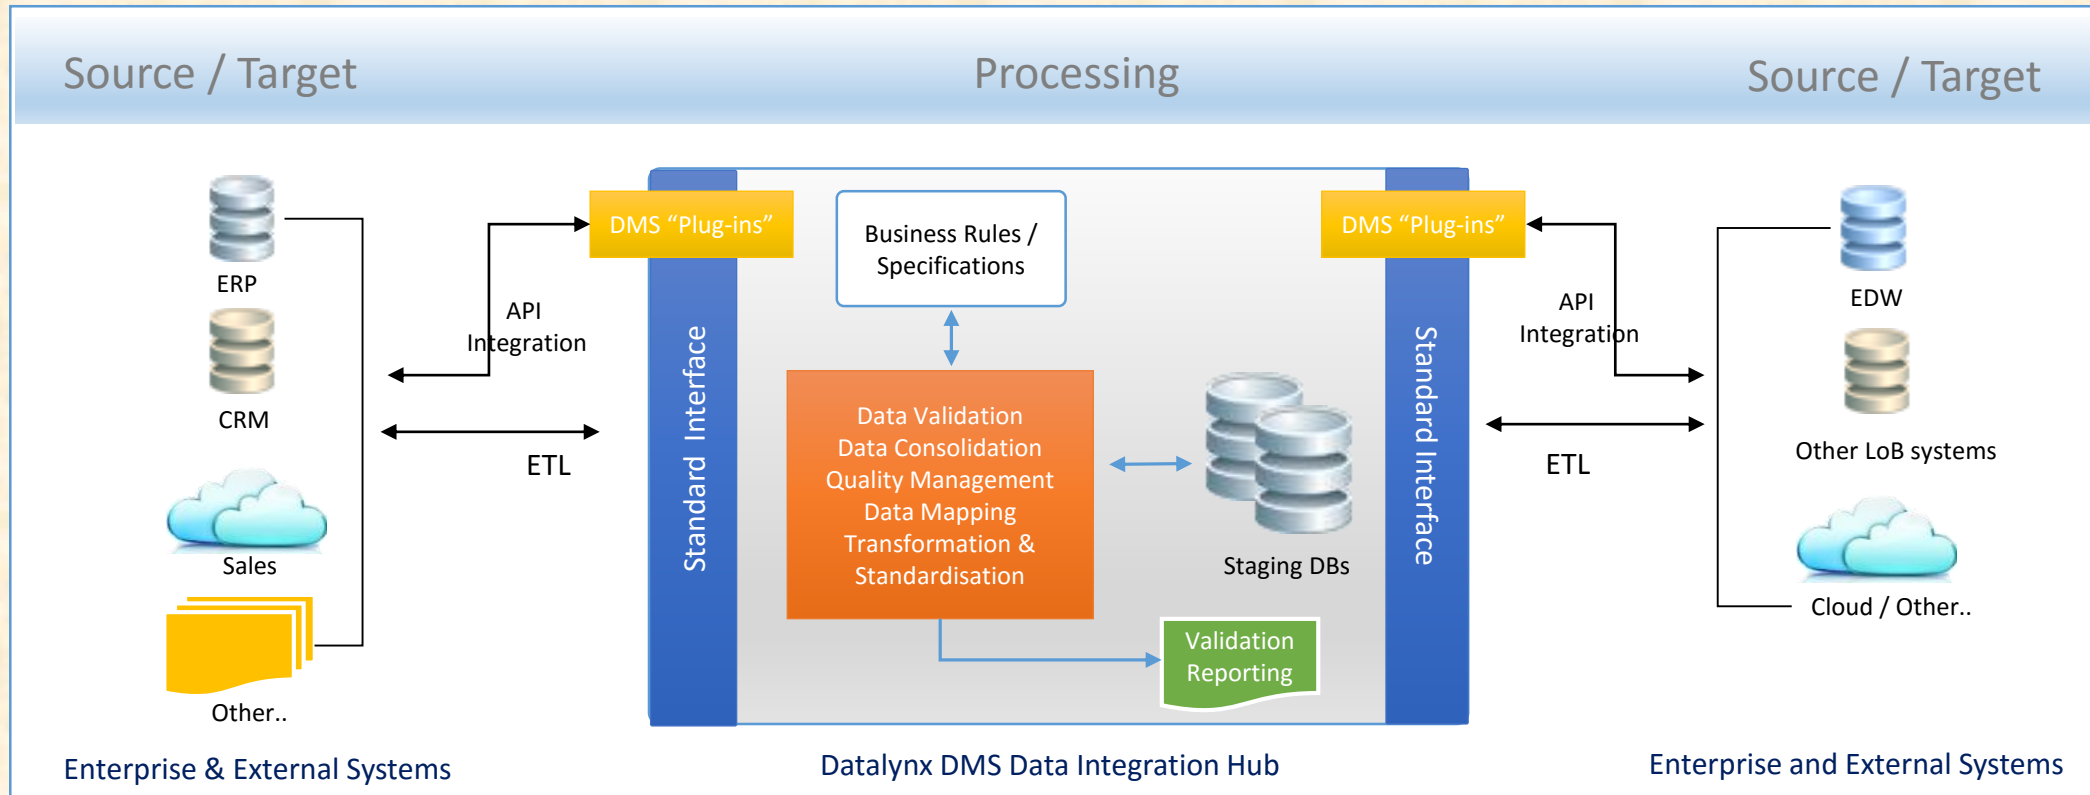 Source / Target
Processing
Source / Target
ERP
CRM
Sales
Other..
Enterprise & External Systems
API
Integration
ETL
DMS “Plug-ins”
Standard Interface
Business Rules /
Specifications
Data Validation
Data Consolidation
Quality Management
Data Mapping
Transformation &
Standardisation
Staging DBs
Validation
Reporting
Datalynx DMS Data Integration Hub
DMS “Plug-ins”
Standard Interface
API
Integration
ETL
EDW
Other LoB systems
Cloud / Other..
Enterprise and External Systems